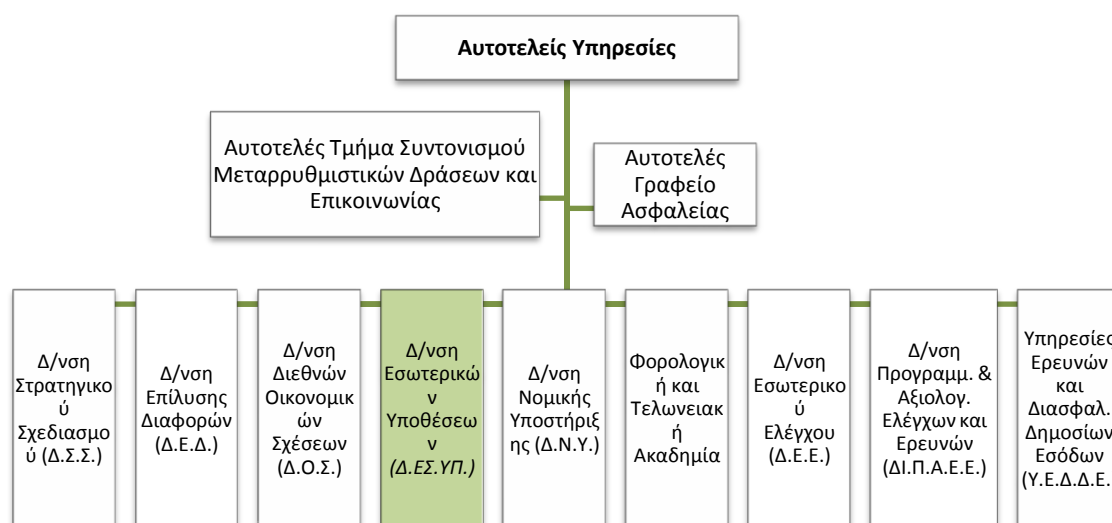 Αυτοτελείς Υπηρεσίες
Αυτοτελές Τμήμα Συντονισμού
Μεταρρυθμιστικών Δράσεων και
Επικοινωνίας
Αυτοτελές
Γραφείο
Ασφαλείας
Δ/νση
Στρατηγικο
ύ
Σχεδιασμο
ύ (Δ.Σ.Σ.)
Δ/νση
Επίλυσης
Διαφορών
(Δ.Ε.Δ.)
Δ/νση
Διεθνών
Οικονομικ
ών
Σχέσεων
(Δ.Ο.Σ.)
Δ/νση
Εσωτερικώ
ν
Υποθέσεω
ν
(Δ.ΕΣ.ΥΠ.)
Δ/νση
Νομικής
Υποστήριξ
ης (Δ.Ν.Υ.)
Φορολογικ
ή και
Τελωνειακ
ή
Ακαδημία
Δ/νση
Εσωτερικο
ύ
Ελέγχου
(Δ.Ε.Ε.)
Δ/νση
Προγραμμ. &
Αξιολογ.
Ελέγχων και
Ερευνών
(ΔΙ.Π.Α.Ε.Ε.)
Υπηρεσίες
Ερευνών
και
Διασφαλ.
Δημοσίων
Εσόδων
(Υ.Ε.Δ.Δ.Ε.